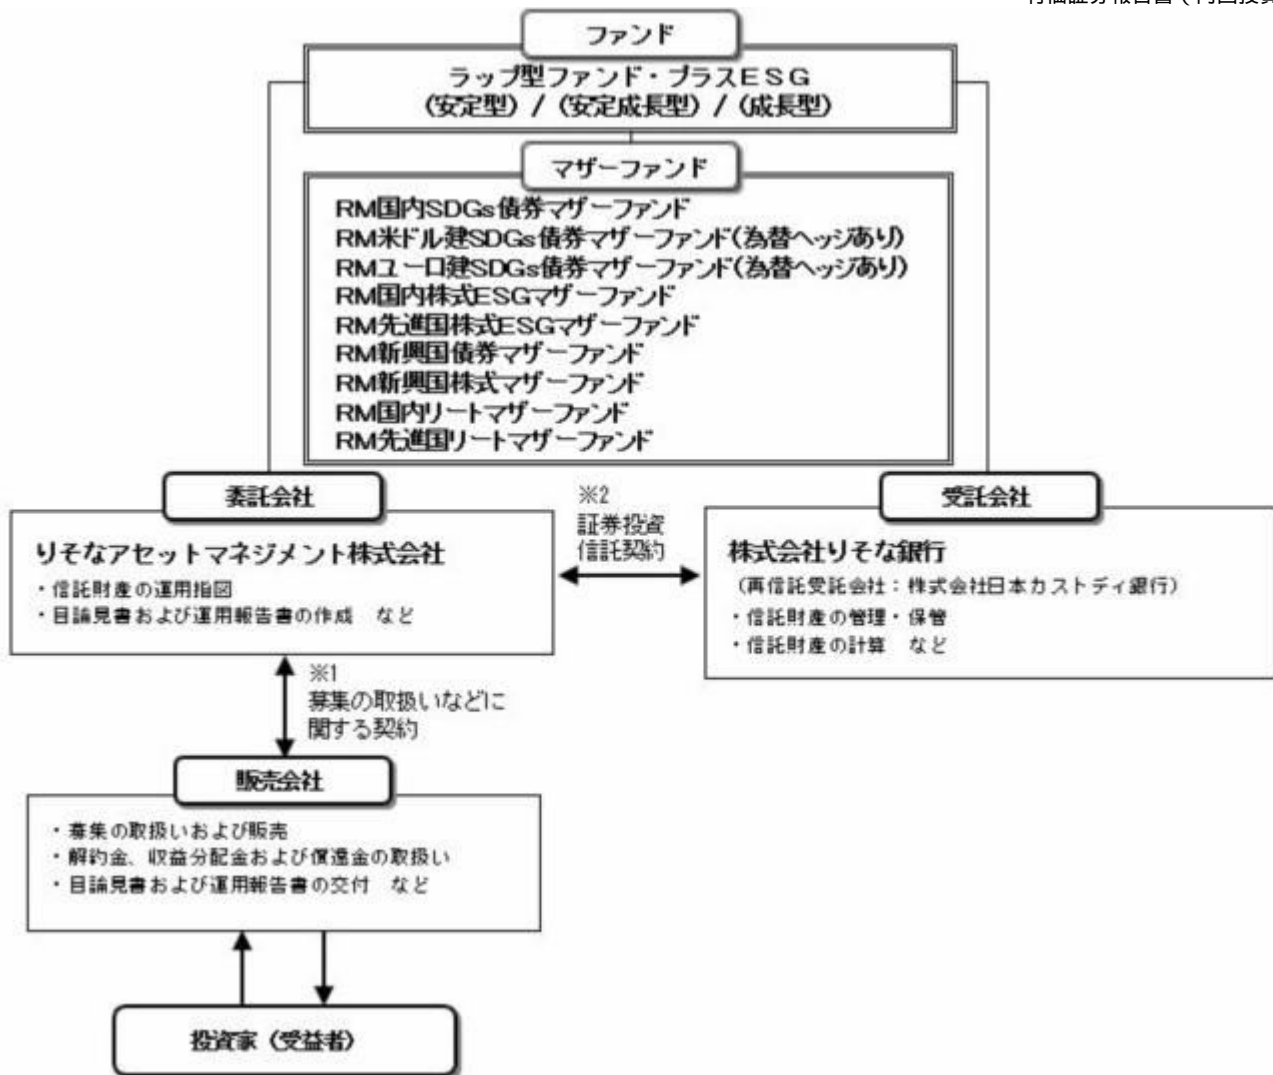 ファンド
ラップ型ファンド・プラスESG
(安定型) / (安定成長型) / (成長型)
マザーファンド
RM国内SDGs債券マザーファンド
RM米ドル建SDGs債券マザーファンド(為替ヘッジあり)
RMユーロ建SDGs債券マザーファンド(為替ヘッジあり)
RM国内株式ESGマザーファンド
RM先進国株式ESGマザーファンド
RM新興国債券マザーファンド
RM新興国株式マザーファンド
RM国内リートマザーファンド
RM先進国リートマザーファンド
委託会社
りそなアセットマネジメント株式会社
・信託財産の運用指図
・目論見書および運用報告書の作成 など
※2
証券投資
信託契約
受託会社
株式会社りそな銀行
(再信託受託会社:株式会社日本カストディ銀行)
・信託財産の管理・保管
・信託財産の計算 など
※1
募集の取扱いなどに
関する契約
販売会社
・募集の取扱いおよび販売
・解約金、収益分配金および償還金の取扱い
・目論見書および運用報告書の交付 など
投資家(受益者)